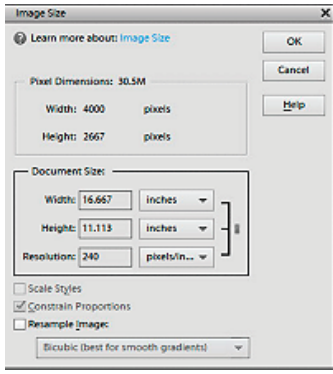 Image Size
Learn more about: Image Size
OK
Cancel
Help
Pixel Dimensions: 30.5M
Width: 4000 pixels
Height: 2667 pixels
Document Size:
Width: 16.667 inches
Height: 11.113 inches
Resolution: 240 pixels/in...
Scale Styles
Constrain Proportions
Resample Image:
Bicubic (best for smooth gradients)